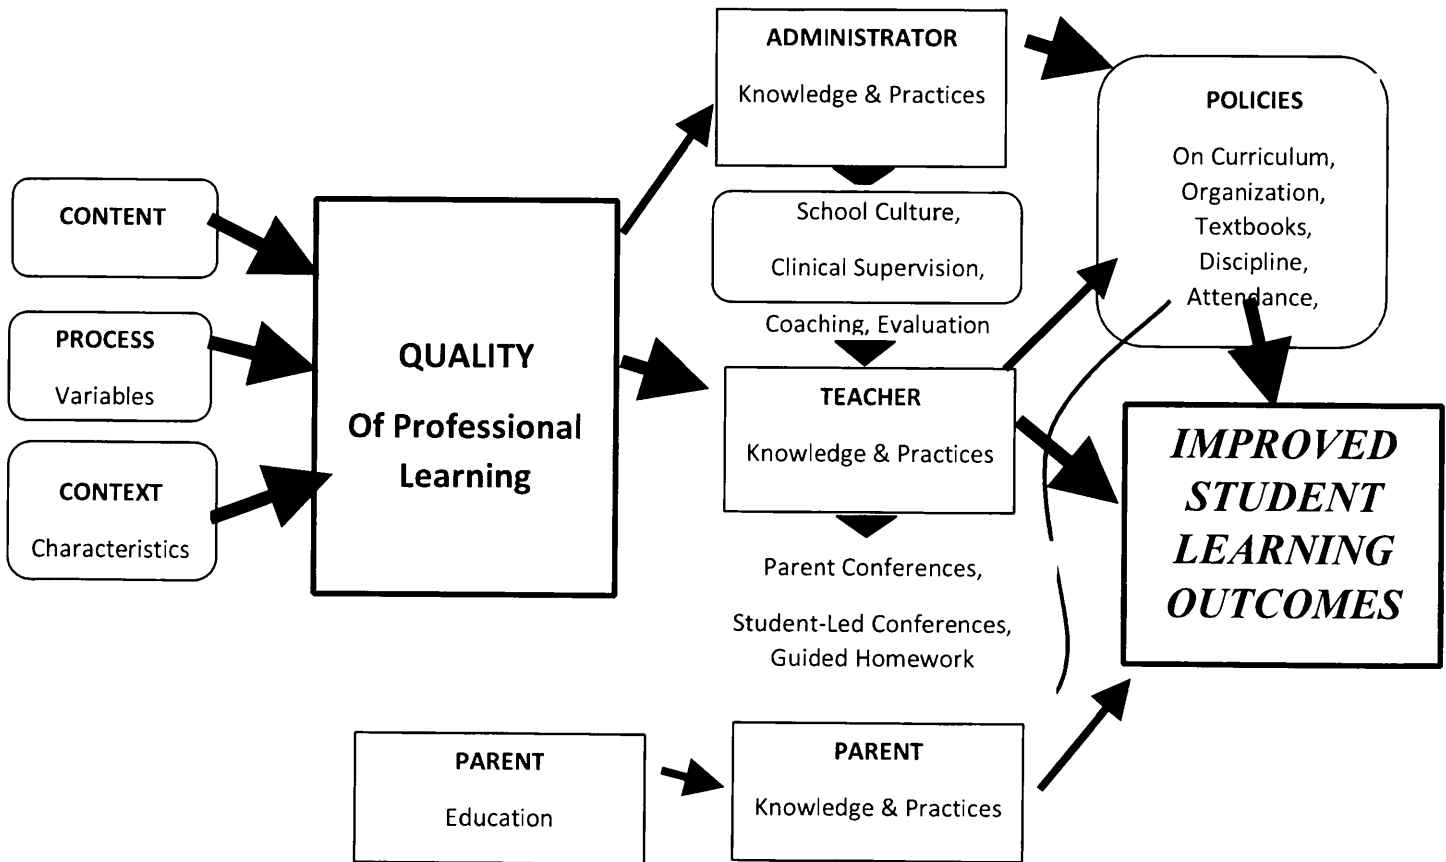 CONTENT
PROCESS
Variables
CONTEXT
Characteristics
QUALITY
Of Professional
Learning
ADMINISTRATOR
Knowledge & Practices
School Culture,
Clinical Supervision,
Coaching, Evaluation
TEACHER
Knowledge & Practices
Parent Conferences,
Student-Led Conferences,
Guided Homework
PARENT
Education
PARENT
Knowledge & Practices
POLICIES
On Curriculum,
Organization,
Textbooks,
Discipline,
Attendance,
IMPROVED
STUDENT
LEARNING
OUTCOMES